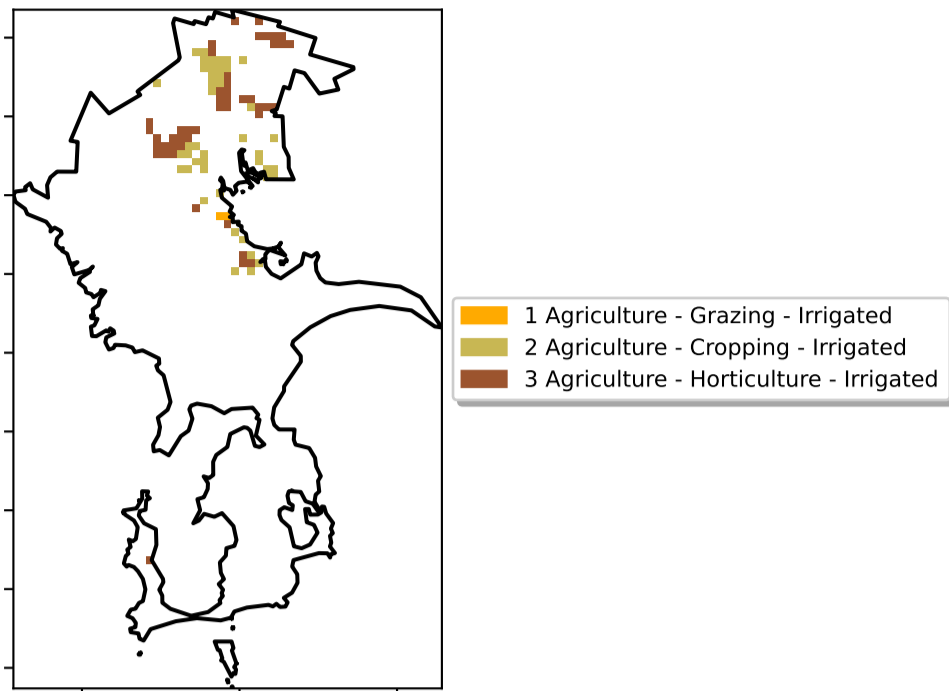 1 Agriculture - Grazing - Irrigated
2 Agriculture - Cropping - Irrigated
3 Agriculture - Horticulture - Irrigated